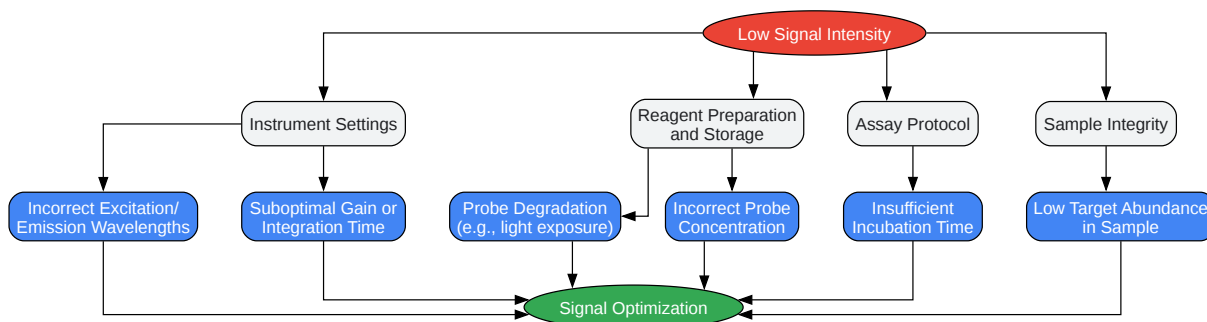 Low Signal Intensity
Instrument Settings
Reagent Preparation
and Storage
Assay Protocol
Sample Integrity
Incorrect Excitation/
Emission Wavelengths
Suboptimal Gain or
Integration Time
Probe Degradation
(e.g., light exposure)
Incorrect Probe
Concentration
Insufficient
Incubation Time
Low Target Abundance
in Sample
Signal Optimization